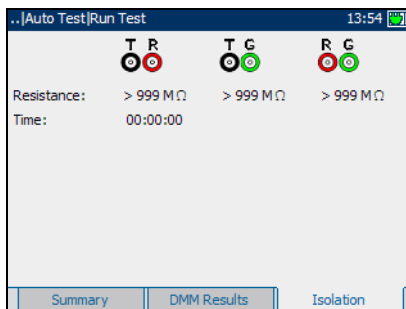 ..|Auto Test|Run Test 13:54
T R T G R G
Resistance: > 999 MΩ > 999 MΩ > 999 MΩ
Time: 00:00:00
Summary DMM Results Isolation